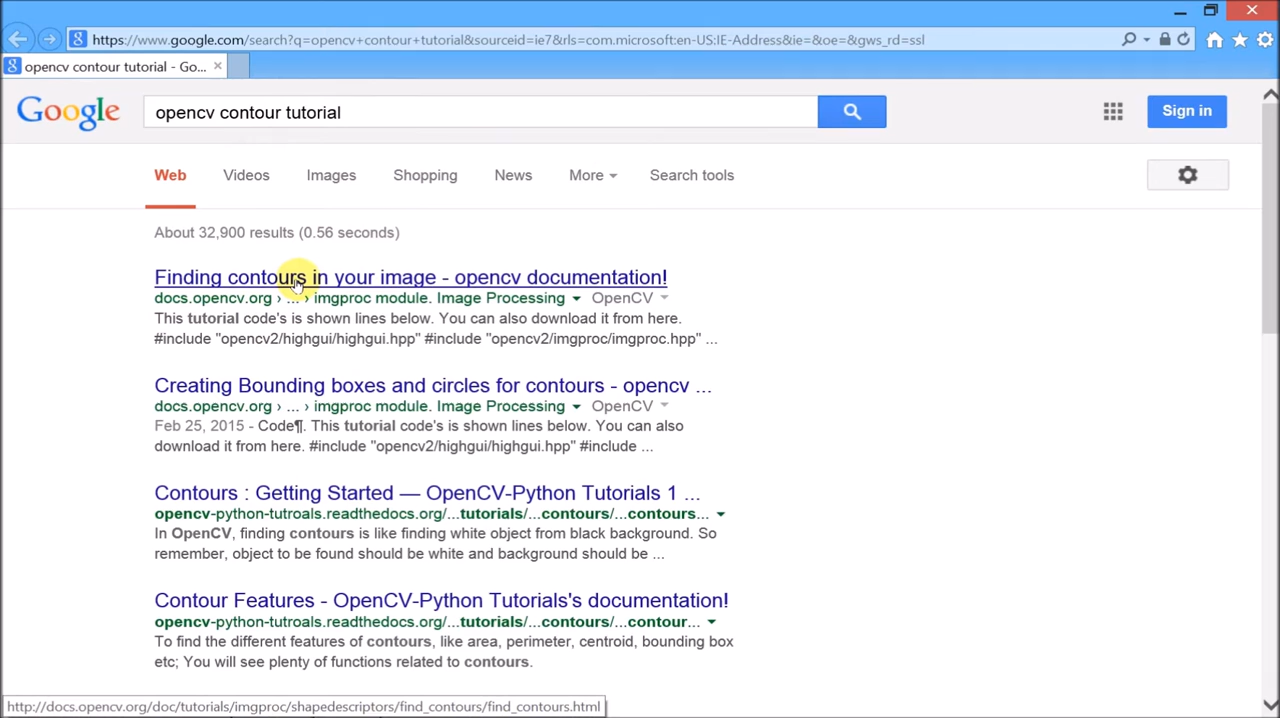 https://www.google.com/search?q=opencv+contour+tutorial&sourceid=ie7&rls=com.microsoft:en-US:IE-Address&ie=&oe=&gws_rd=ssl
opencv contour tutorial - Go...
Google
opencv contour tutorial
Sign in
Web Videos Images Shopping News More Search tools
About 32,900 results (0.56 seconds)
Finding contours in your image - opencv documentation!
docs.opencv.org › ... › imgproc module. Image Processing OpenCV
This tutorial code's is shown lines below. You can also download it from here.
#include "opencv2/highgui/highgui.hpp" #include "opencv2/imgproc/imgproc.hpp" ...
Creating Bounding boxes and circles for contours - opencv ...
docs.opencv.org › ... › imgproc module. Image Processing OpenCV
Feb 25, 2015 - Code¶. This tutorial code's is shown lines below. You can also
download it from here. #include "opencv2/highgui/highgui.hpp" #include ...
Contours : Getting Started — OpenCV-Python Tutorials 1 ...
opencv-python-tutroals.readthedocs.org/...tutorials/...contours/...contours...
In OpenCV, finding contours is like finding white object from black background. So
remember, object to be found should be white and background should be ...
Contour Features - OpenCV-Python Tutorials's documentation!
opencv-python-tutroals.readthedocs.org/...tutorials/...contours/...contour...
To find the different features of contours, like area, perimeter, centroid, bounding box
etc; You will see plenty of functions related to contours.
http://docs.opencv.org/doc/tutorials/imgproc/shapedescriptors/find_contours/find_contours.html